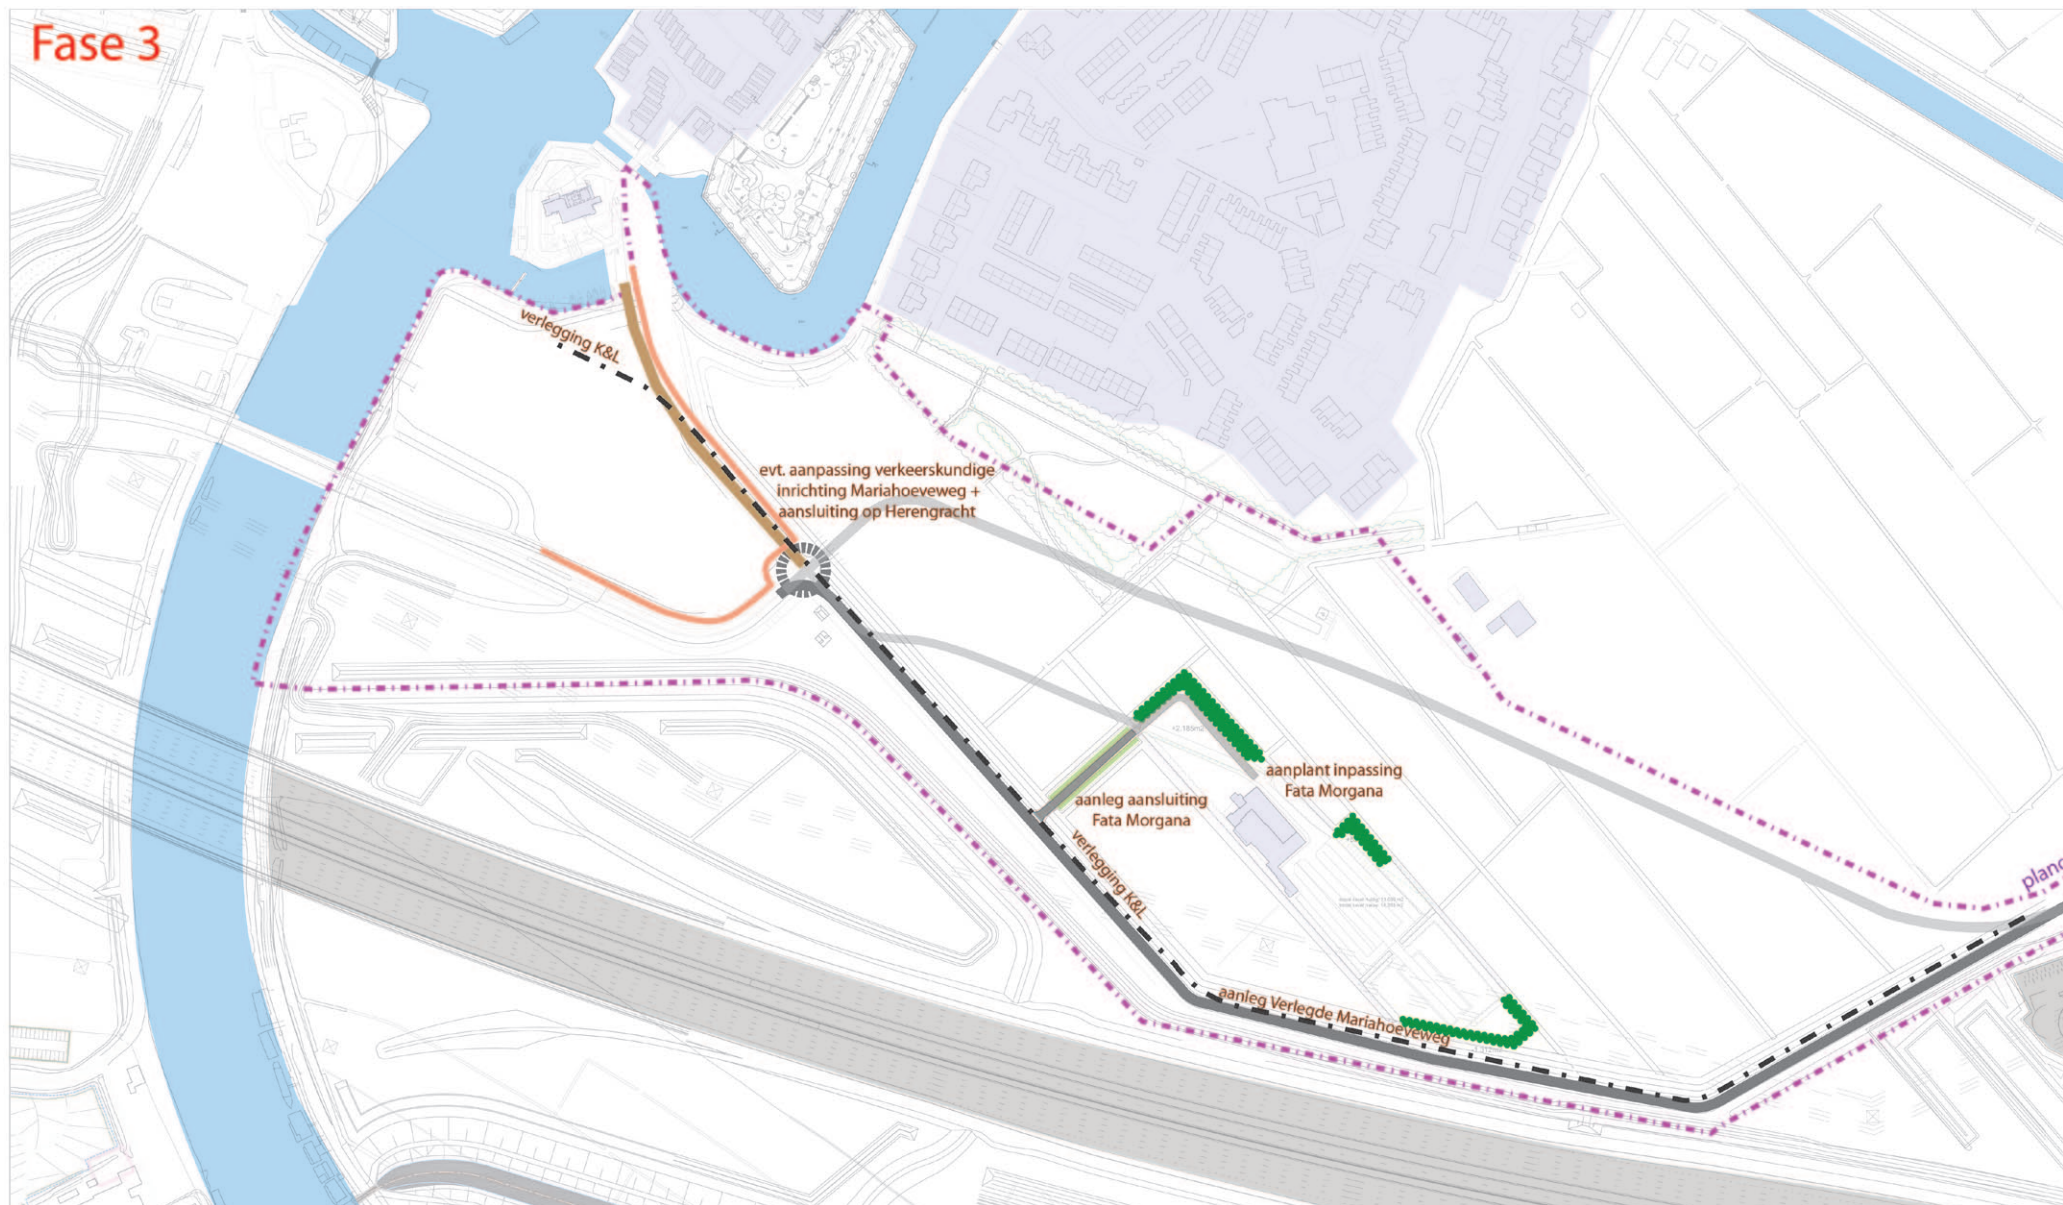 Fase 3
verlegging K&L
evt. aanpassing verkeerskundige
inrichting Mariahoeveweg +
aansluiting op Herengracht
aanplant inpassing
Fata Morgana
aanleg aansluiting
Fata Morgana
verlegging K&L
aanleg Verlegde Mariahoeveweg
planc